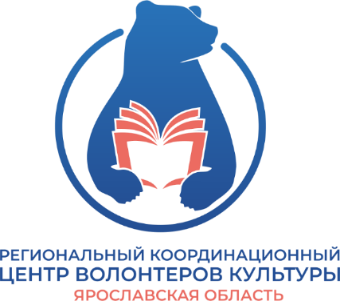 РЕГИОНАЛЬНЫЙ КООРДИНАЦИОННЫЙ
ЦЕНТР ВОЛОНТЕРОВ КУЛЬТУРЫ
ЯРОСЛАВСКАЯ ОБЛАСТЬ